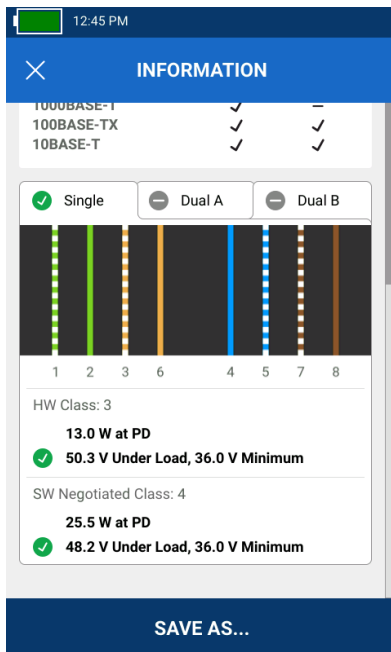 12:45 PM
INFORMATION
1000BASE-T
100BASE-TX
10BASE-T
Single Dual A Dual B
1 2 3 6 4 5 7 8
HW Class: 3
13.0 W at PD
50.3 V Under Load, 36.0 V Minimum
SW Negotiated Class: 4
25.5 W at PD
48.2 V Under Load, 36.0 V Minimum
SAVE AS...